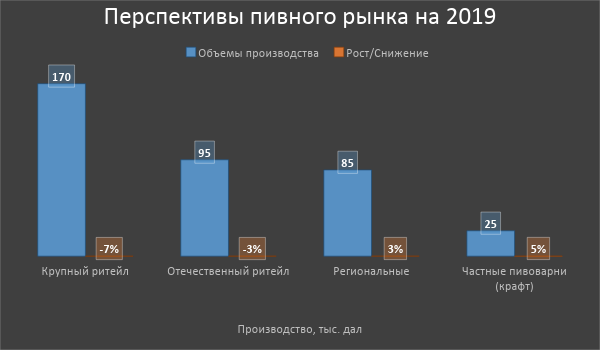 Перспективы пивного рынка на 2019
Объемы производства Рост/Снижение
170
95
85
25
-7%
-3%
3%
5%
Крупный ритейл
Отечественный ритейл
Региональные
Частные пивоварни
(крафт)
Производство, тыс. дал